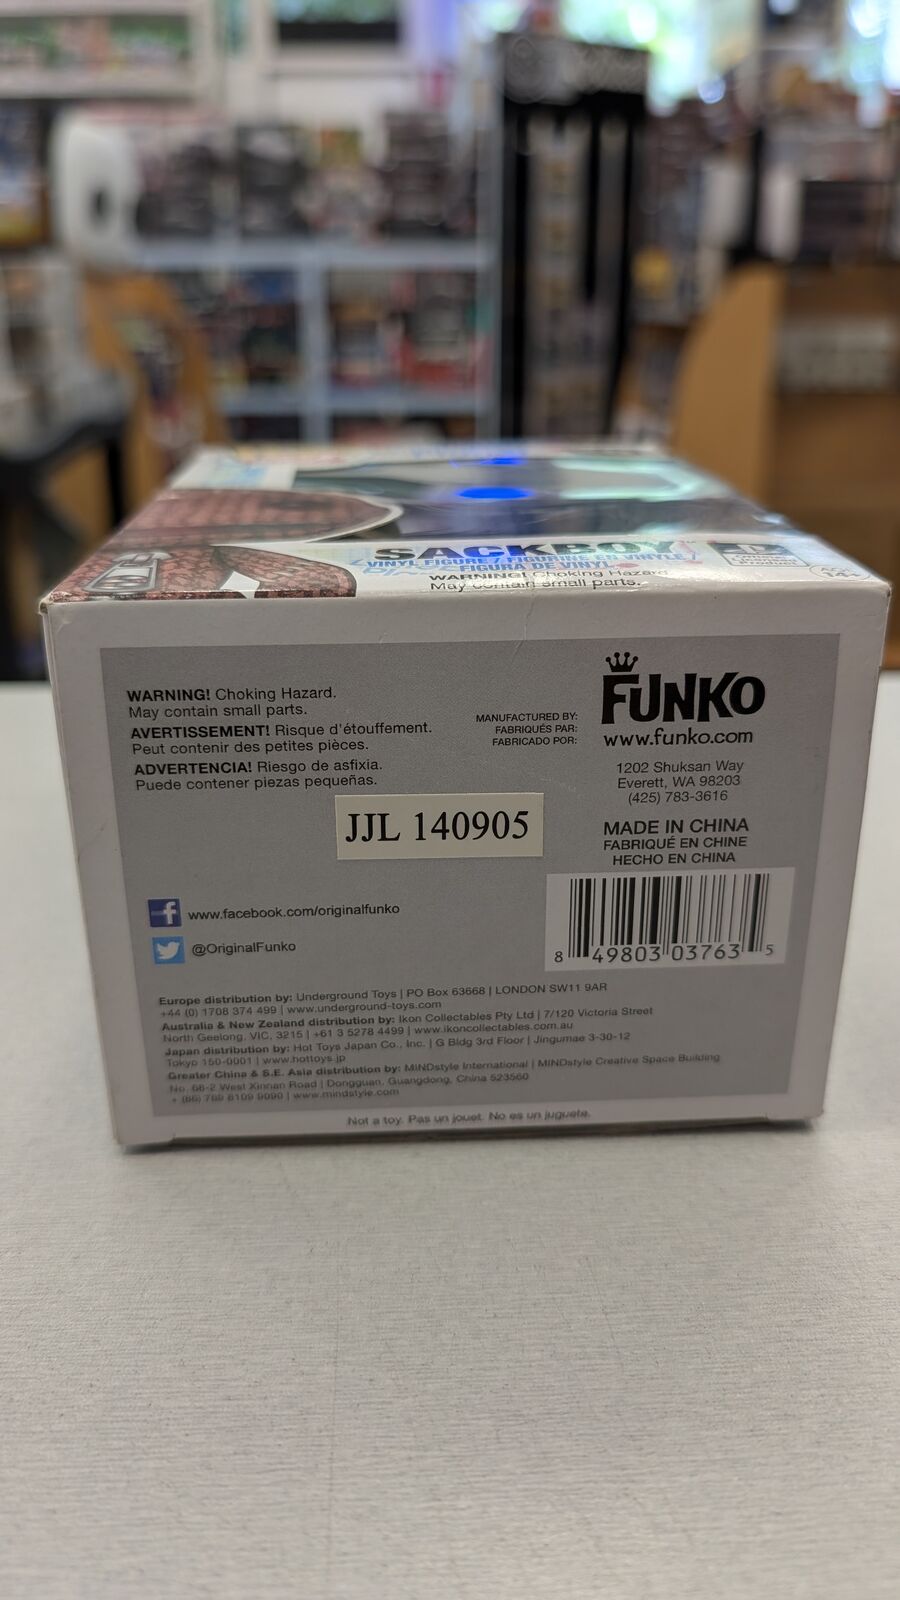 SACKBOY
VINYL FIGURE / FIGURINE EN VINYLE /
FIGURA DE VINYL
WARNING! Choking Hazard
May contain small parts.
WARNING! Choking Hazard.
May contain small parts.
AVERTISSEMENT! Risque d'étouffement.
Peut contenir des petites pièces.
ADVERTENCIA! Riesgo de asfixia.
Puede contener piezas pequeñas.
MANUFACTURED BY:
FABRIQUÉS PAR:
FABRICADO POR:
FUNKO
www.funko.com
1202 Shuksan Way
Everett, WA 98203
(425) 783-3616
MADE IN CHINA
FABRIQUÉ EN CHINE
HECHO EN CHINA
JJL 140905
www.facebook.com/originalfunko
@OriginalFunko
8 49803 03763 5
Europe distribution by: Underground Toys | PO Box 63668 | LONDON SW11 9AR
+44 (0) 1708 374 499 | www.underground-toys.com
Australia & New Zealand distribution by: Ikon Collectables Pty Ltd | 7/120 Victoria Street
North Geelong, VIC, 3215 | +61 3 5278 4499 | www.ikoncollectables.com.au
Japan distribution by: Hot Toys Japan Co., Inc. | G Bldg 3rd Floor | Jingumae 3-30-12
Tokyo 150-0001 | www.hottoys.jp
Greater China & S.E. Asia distribution by: MINDstyle International | MINDstyle Creative Space Building
No. 66-2 West Xinnan Road | Dongguan, Guangdong, China 523560
+ (86) 769 8109 9090 | www.mindstyle.com
Not a toy. Pas un jouet. No es un juguete.